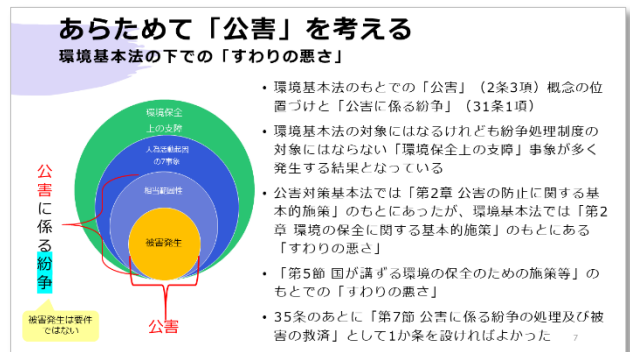 あらためて「公害」を考える
環境基本法の下での「すわりの悪さ」
環境保全
上の支障
人為活動起因
の7事象
相当範囲性
被害発生
公害に係る紛争
被害発生は要件
ではない
公害
• 環境基本法のもとでの「公害」（2条3項）概念の位
置づけと「公害に係る紛争」（31条1項）
• 環境基本法の対象にはなるけれども紛争処理制度の
対象にはならない「環境保全上の支障」事象が多く
発生する結果となっている
• 公害対策基本法では「第2章 公害の防止に関する基
本的施策」のもとにあったが、環境基本法では「第2
章 環境の保全に関する基本的施策」のもとにある
「すわりの悪さ」
• 「第5節 国が講ずる環境の保全のための施策等」の
もとでの「すわりの悪さ」
• 35条のあとに「第7節 公害に係る紛争の処理及び被
害の救済」として1か条を設ければよかった
7